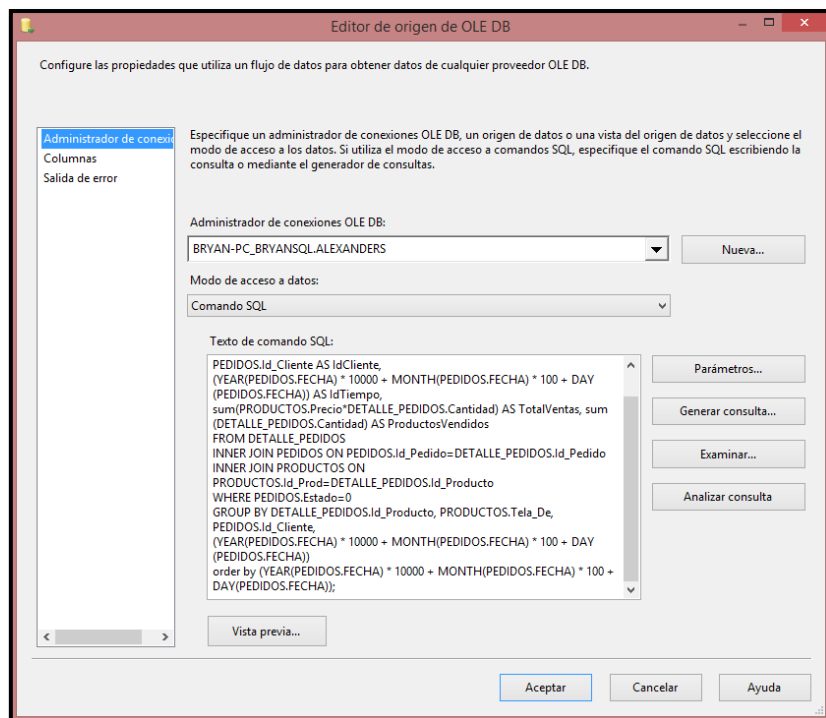 Editor de origen de OLE DB
Configure las propiedades que utiliza un flujo de datos para obtener datos de cualquier proveedor OLE DB.
Administrador de conexi
Columnas
Salida de error
Especifique un administrador de conexiones OLE DB, un origen de datos o una vista del origen de datos y seleccione el
modo de acceso a los datos. Si utiliza el modo de acceso a comandos SQL, especifique el comando SQL escribiendo la
consulta o mediante el generador de consultas.
Administrador de conexiones OLE DB:
BRYAN-PC_BRYANSQL.ALEXANDERS
Nueva...
Modo de acceso a datos:
Comando SQL
Texto de comando SQL:
PEDIDOS.Id_Cliente AS IdCliente,
(YEAR(PEDIDOS.FECHA) * 10000 + MONTH(PEDIDOS.FECHA) * 100 + DAY
(PEDIDOS.FECHA)) AS IdTiempo,
sum(PRODUCTOS.Precio*DETALLE_PEDIDOS.Cantidad) AS TotalVentas, sum
(DETALLE_PEDIDOS.Cantidad) AS ProductosVendidos
FROM DETALLE_PEDIDOS
INNER JOIN PEDIDOS ON PEDIDOS.Id_Pedido=DETALLE_PEDIDOS.Id_Pedido
INNER JOIN PRODUCTOS ON
PRODUCTOS.Id_Prod=DETALLE_PEDIDOS.Id_Producto
WHERE PEDIDOS.Estado=0
GROUP BY DETALLE_PEDIDOS.Id_Producto, PRODUCTOS.Tela_De,
PEDIDOS.Id_Cliente,
(YEAR(PEDIDOS.FECHA) * 10000 + MONTH(PEDIDOS.FECHA) * 100 + DAY
(PEDIDOS.FECHA))
order by (YEAR(PEDIDOS.FECHA) * 10000 + MONTH(PEDIDOS.FECHA) * 100 +
DAY(PEDIDOS.FECHA));
Parámetros...
Generar consulta...
Examinar...
Analizar consulta
Vista previa...
Aceptar
Cancelar
Ayuda